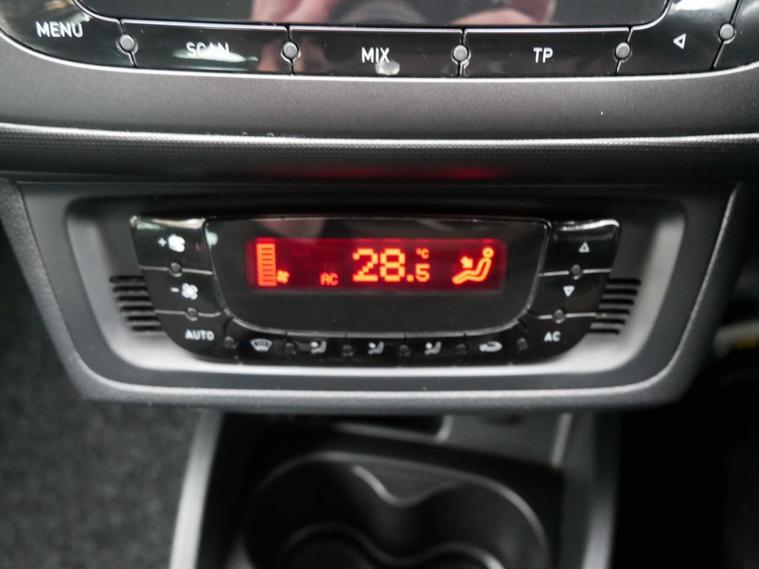 MENU SCAN MIX TP
AC 28.5 °C
AUTO AC